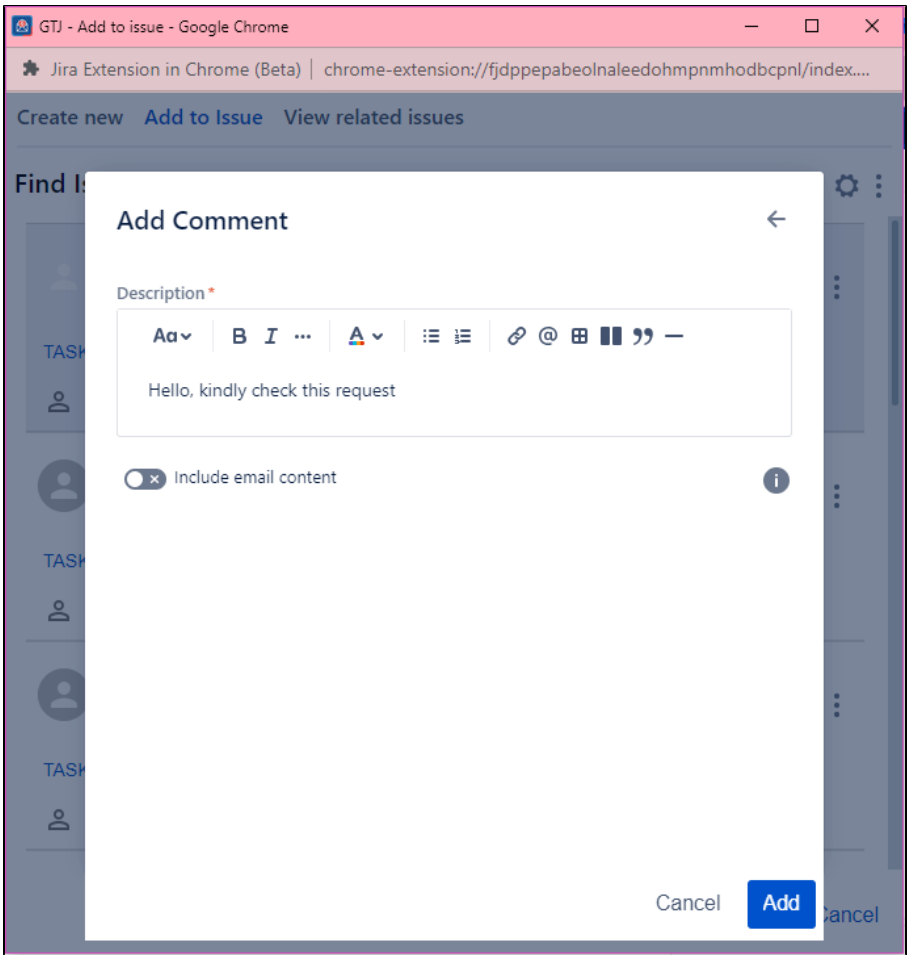 GTJ - Add to issue - Google Chrome
Jira Extension in Chrome (Beta) | chrome-extension://fjdppepabeolnaleedohmpnmhodbcpnl/index....
Create new Add to Issue View related issues
Find Is
Add Comment
Description *
Aa B I ... A @ ” —
Hello, kindly check this request
Include email content
TASK
TASK
TASK
Cancel Add
Cancel